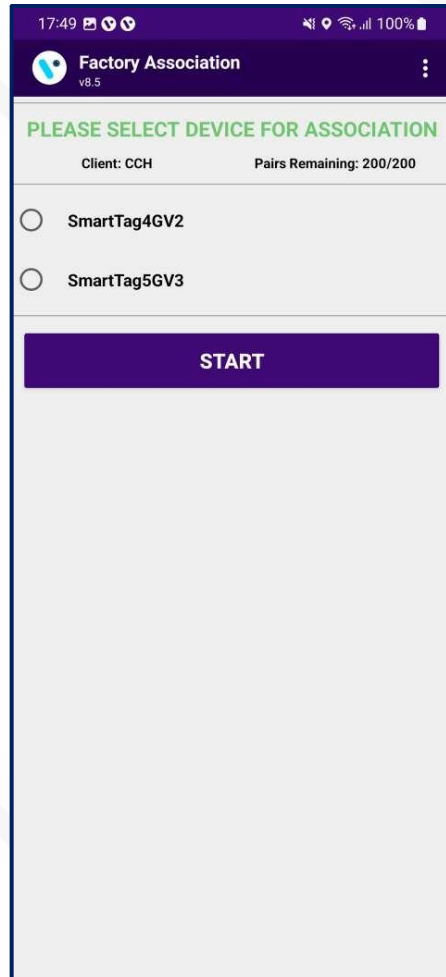 17:49 100%
Factory Association
v8.5
PLEASE SELECT DEVICE FOR ASSOCIATION
Client: CCH Pairs Remaining: 200/200
SmartTag4GV2
SmartTag5GV3
START